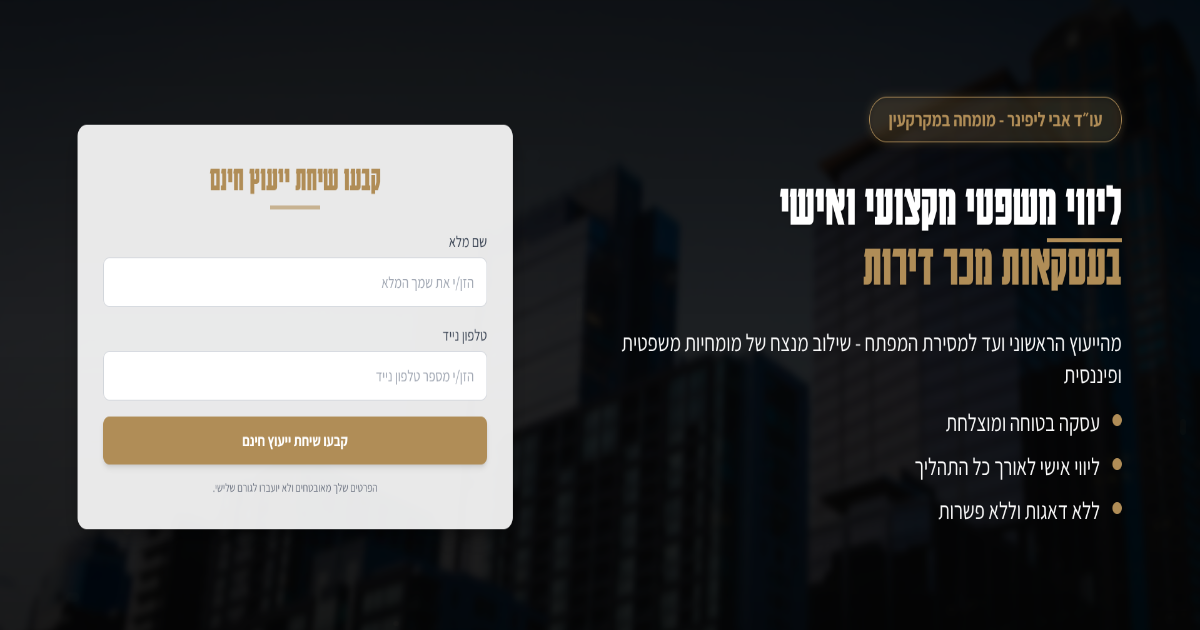 עו״ד אבי ליפינר - מומחה במקרקעין
ליווי משפטי מקצועי ואישי
בעסקאות מכר דירות
מהייעוץ הראשוני ועד למסירת המפתח - שילוב מנצח של מומחיות משפטית
ופיננסית
עסקה בטוחה ומוצלחת
ליווי אישי לאורך כל התהליך
ללא דאגות וללא פשרות
קבעו שיחת ייעוץ חינם
שם מלא
הזן/י את שמך המלא
טלפון נייד
הזן/י מספר טלפון נייד
קבעו שיחת ייעוץ חינם
הפרטים שלך מאובטחים ולא יועברו לגורם שלישי.